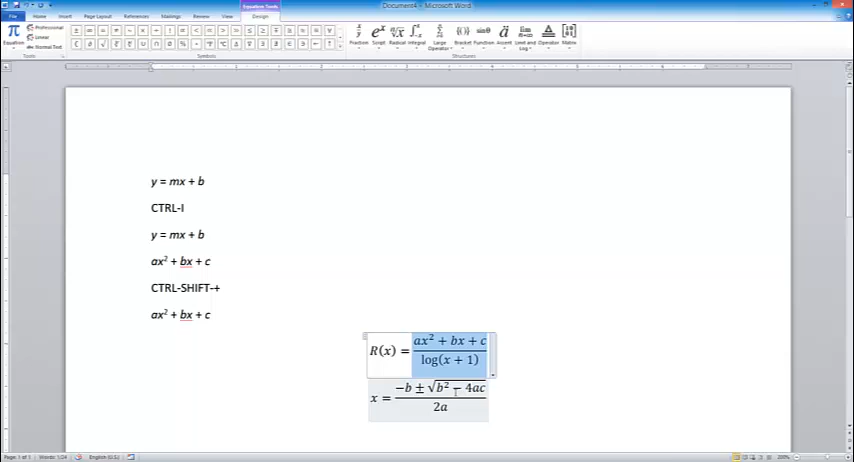 Equation Tools
Document4 - Microsoft Word
File Home Insert Page Layout References Mailings Review View Design
Equation
Professional
Linear
Normal Text
Fraction Script Radical Integral Large Operator Bracket Function Accent Limit and Log Operator Matrix
Tools Symbols Structures
y = mx + b
CTRL-I
y = mx + b
ax² + bx + c
CTRL-SHIFT-+
ax² + bx + c
R(x) = (ax² + bx + c)/(log(x + 1))
x = (−b ± √(b² − 4ac))/(2a)
Page: 1 of 1 Words: 1/24 English (U.S.) 200%